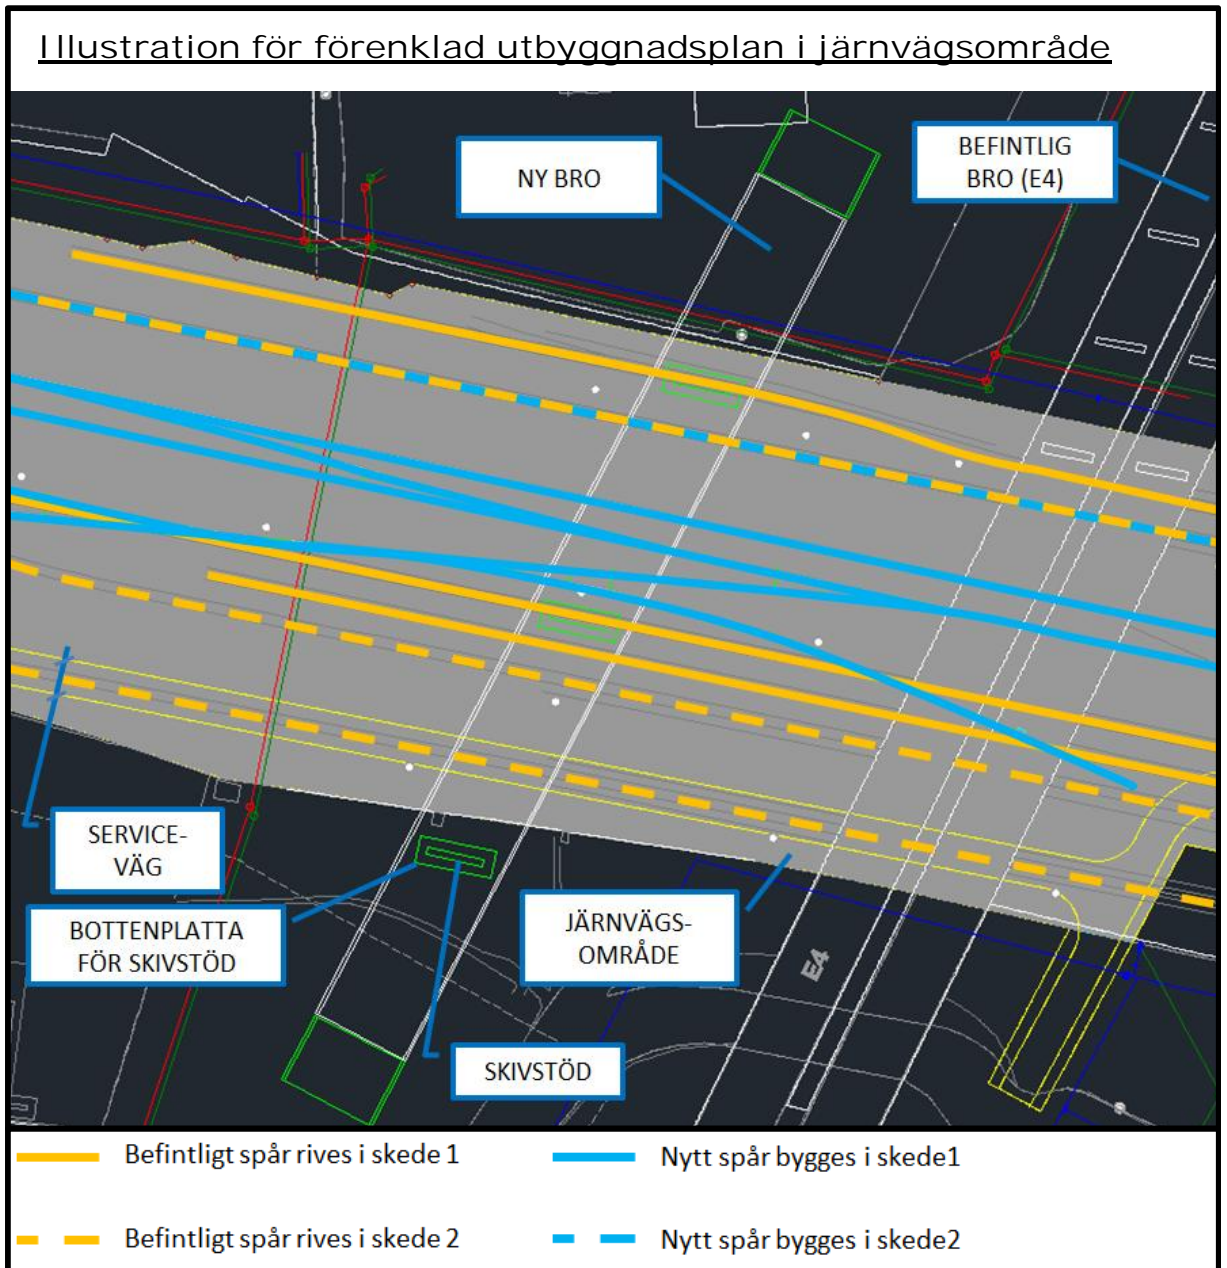 Illustration för förenklad utbyggnadsplan i järnvägsområde
NY BRO
BEFINTLIG
BRO (E4)
SERVICE-
VÄG
BOTTENPLATTA
FÖR SKIVSTÖD
JÄRNVÄGS-
OMRÅDE
E4
SKIVSTÖD
Befintligt spår rives i skede 1
Nytt spår bygges i skede1
Befintligt spår rives i skede 2
Nytt spår bygges i skede2